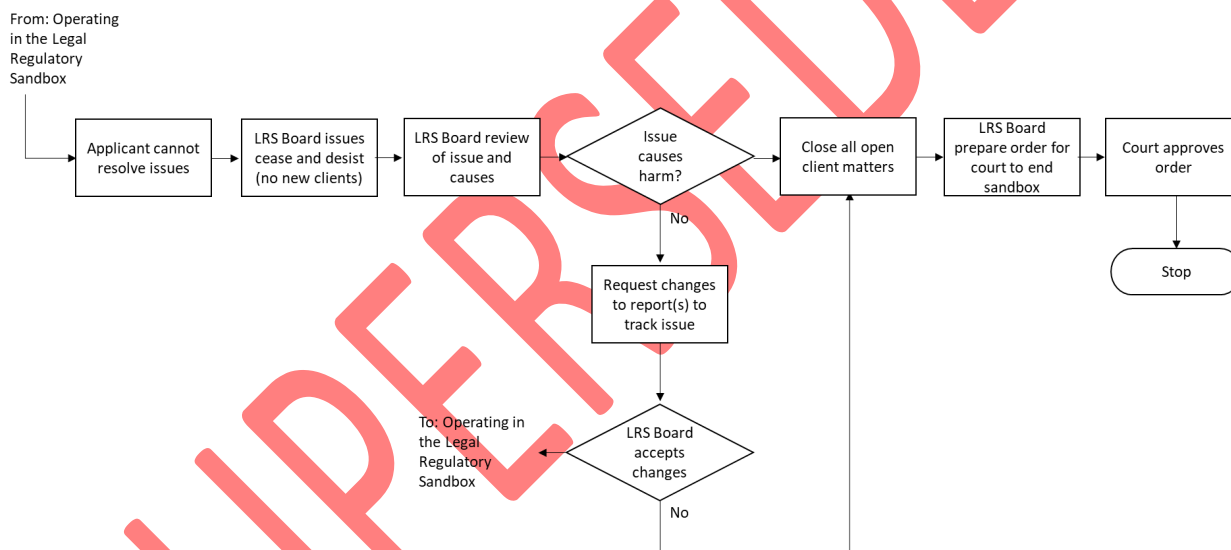 From: Operating
in the Legal
Regulatory
Sandbox
Applicant cannot
resolve issues
LRS Board issues
cease and desist
(no new clients)
LRS Board review
of issue and
causes
Issue
causes
harm?
Close all open
client matters
LRS Board
prepare order for
court to end
sandbox
Court approves
order
No
Stop
Request changes
to report(s) to
track issue
To: Operating in
the Legal
Regulatory
Sandbox
LRS Board
accepts
changes
No
UPERSEDE